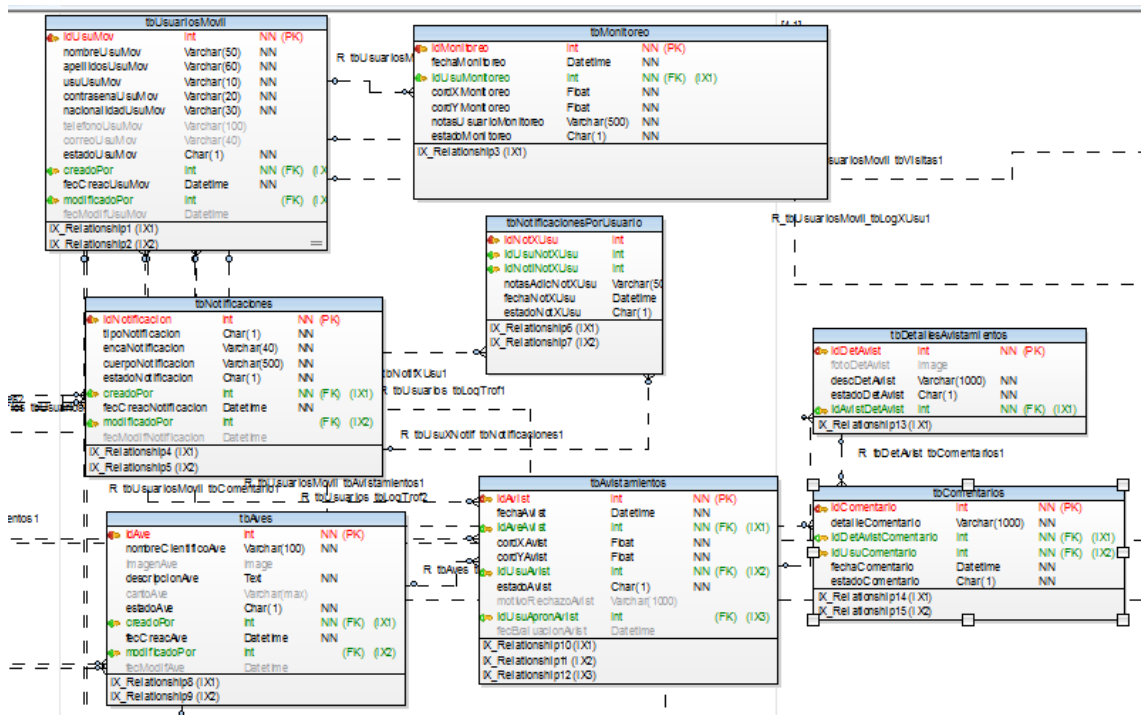 tbUsuariosMovil
idUsuMov Int NN (PK)
nombreUsuMov Varchar(50) NN
apellidosUsuMov Varchar(60) NN
usuUsuMov Varchar(10) NN
contrasenaUsuMov Varchar(20) NN
nacionalidadUsuMov Varchar(30) NN
telefonoUsuMov Varchar(100)
correoUsuMov Varchar(40)
estadoUsuMov Char(1) NN
creadoPor Int NN (FK) (IX
fecCreacUsuMov Datetime NN
modificadoPor Int (FK) (IX
fecModifUsuMov Datetime
IX_Relationship1 (IX1)
IX_Relationship2 (IX2)
R_tbUsuariosM
tbMonitoreo
idMonitoreo Int NN (PK)
fechaMonitoreo Datetime NN
idUsuMonitoreo Int NN (FK) (IX1)
cordXMonitoreo Float NN
cordYMonitoreo Float NN
notasUsuarioMonitoreo Varchar(500) NN
estadoMonitoreo Char(1) NN
IX_Relationship3 (IX1)
uariosMovil_tbVisitas1
R_tbUsuariosMovil_tbLogXUsu1
tbNotificacionesPorUsuario
idNotXUsu Int
idUsuNotXUsu Int
idNotiNotXUsu Int
notasAdicNotXUsu Varchar(50
fechaNotXUsu Datetime
estadoNotXUsu Char(1)
IX_Relationship6 (IX1)
IX_Relationship7 (IX2)
tbNotificaciones
idNotificacion Int NN (PK)
tipoNotificacion Char(1) NN
encaNotificacion Varchar(40) NN
cuerpoNotificacion Varchar(500) NN
estadoNotificacion Char(1) NN
creadoPor Int NN (FK) (IX1)
fecCreacNotificacion Datetime NN
modificadoPor Int (FK) (IX2)
fecModifNotificacion Datetime
IX_Relationship4 (IX1)
IX_Relationship5 (IX2)
tbNotifXUsu1
R_tbUsuarios_tbLogTrof1
R_tbUsuXNotif_tbNotificaciones1
tbDetallesAvistamientos
idDetAvist Int NN (PK)
fotoDetAvist Image
descDetAvist Varchar(1000) NN
estadoDetAvist Char(1) NN
idAvistDetAvist Int NN (FK) (IX1)
IX_Relationship13 (IX1)
R_tbDetAvist_tbComentarios1
R_tbUsuariosMovil_tbAvistamientos1
R_tbUsuariosMovil_tbComentario1
R_tbUsuarios_tbLogTrof2
entos1
tbAves
idAve Int NN (PK)
nombreCientificoAve Varchar(100) NN
imagenAve Image
descripcionAve Text NN
cantoAve Varchar(max)
estadoAve Char(1) NN
creadoPor Int NN (FK) (IX1)
fecCreacAve Datetime NN
modificadoPor Int (FK) (IX2)
fecModifAve Datetime
IX_Relationship8 (IX1)
IX_Relationship9 (IX2)
R_tbAves
tbAvistamientos
idAvist Int NN (PK)
fechaAvist Datetime NN
idAveAvist Int NN (FK) (IX1)
cordXAvist Float NN
cordYAvist Float NN
idUsuAvist Int NN (FK) (IX2)
estadoAvist Char(1) NN
motivoRechazoAvist Varchar(1000)
idUsuApronAvist Int (FK) (IX3)
fecEvaluacionAvist Datetime
IX_Relationship10 (IX1)
IX_Relationship11 (IX2)
IX_Relationship12 (IX3)
tbComentarios
idComentario Int NN (PK)
detalleComentario Varchar(1000) NN
idDetAvistComentario Int NN (FK) (IX1)
idUsuComentario Int NN (FK) (IX2)
fechaComentario Datetime NN
estadoComentario Char(1) NN
IX_Relationship14 (IX1)
IX_Relationship15 (IX2)